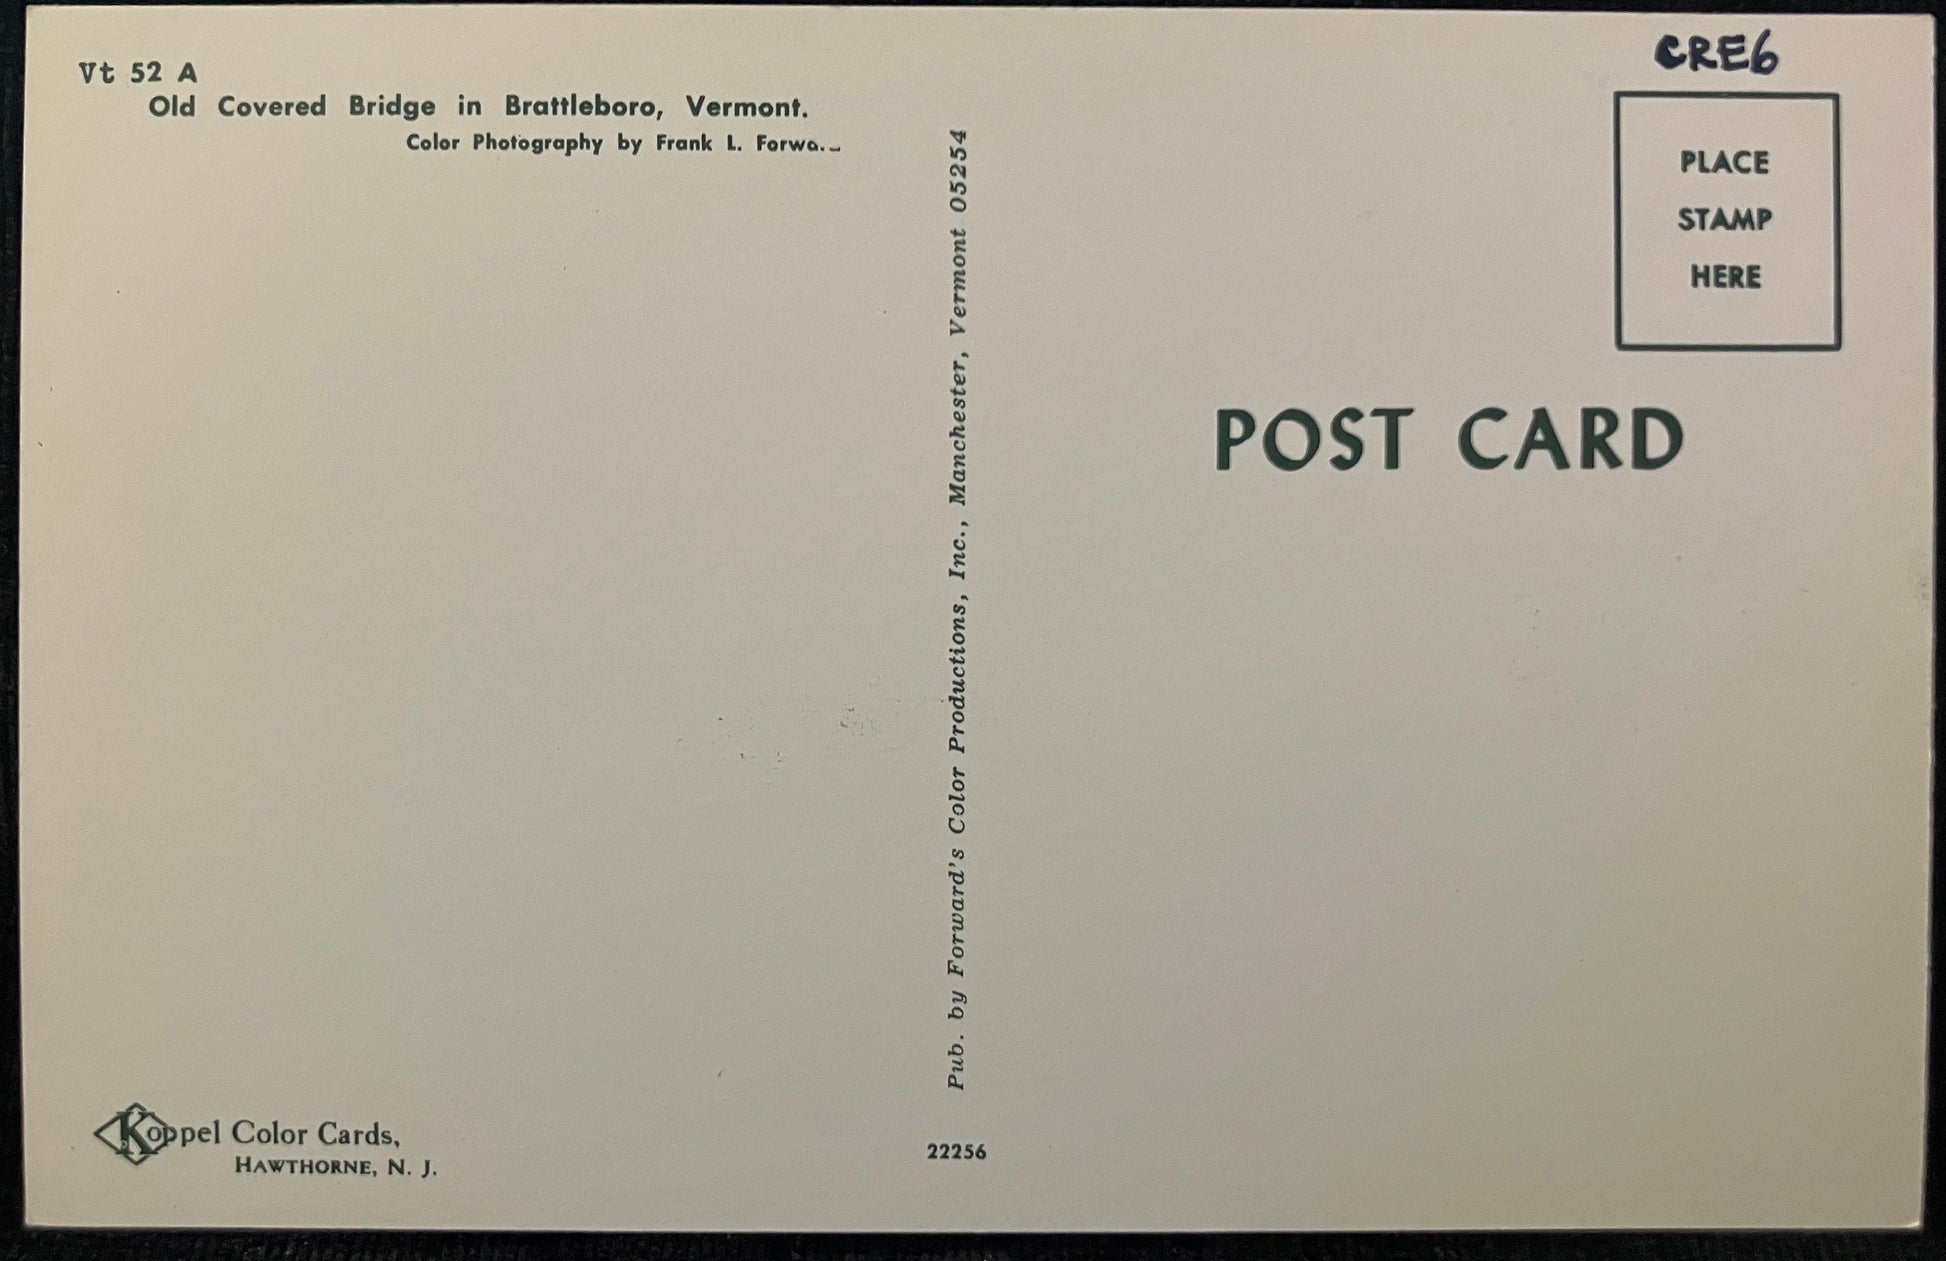 Vt 52 A
Old Covered Bridge in Brattleboro, Vermont.
Color Photography by Frank L.
Pub. by Forward's Color Productions, Inc., Manchester, Vermont 05254
CRE6
PLACE
STAMP
HERE
POST CARD
Koppel Color Cards,
HAWTHORNE, N. J.
22256